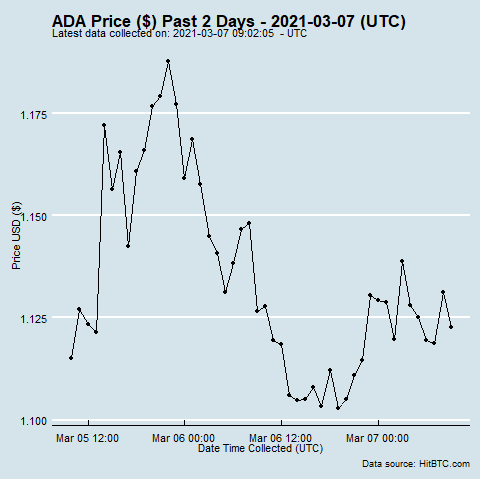 ADA Price ($) Past 2 Days - 2021-03-07 (UTC)
Latest data collected on: 2021-03-07 09:02:05 - UTC
Price USD ($)
1.175
1.150
1.125
1.100
Mar 05 12:00 Mar 06 00:00 Mar 06 12:00 Mar 07 00:00
Date Time Collected (UTC)
Data source: HitBTC.com